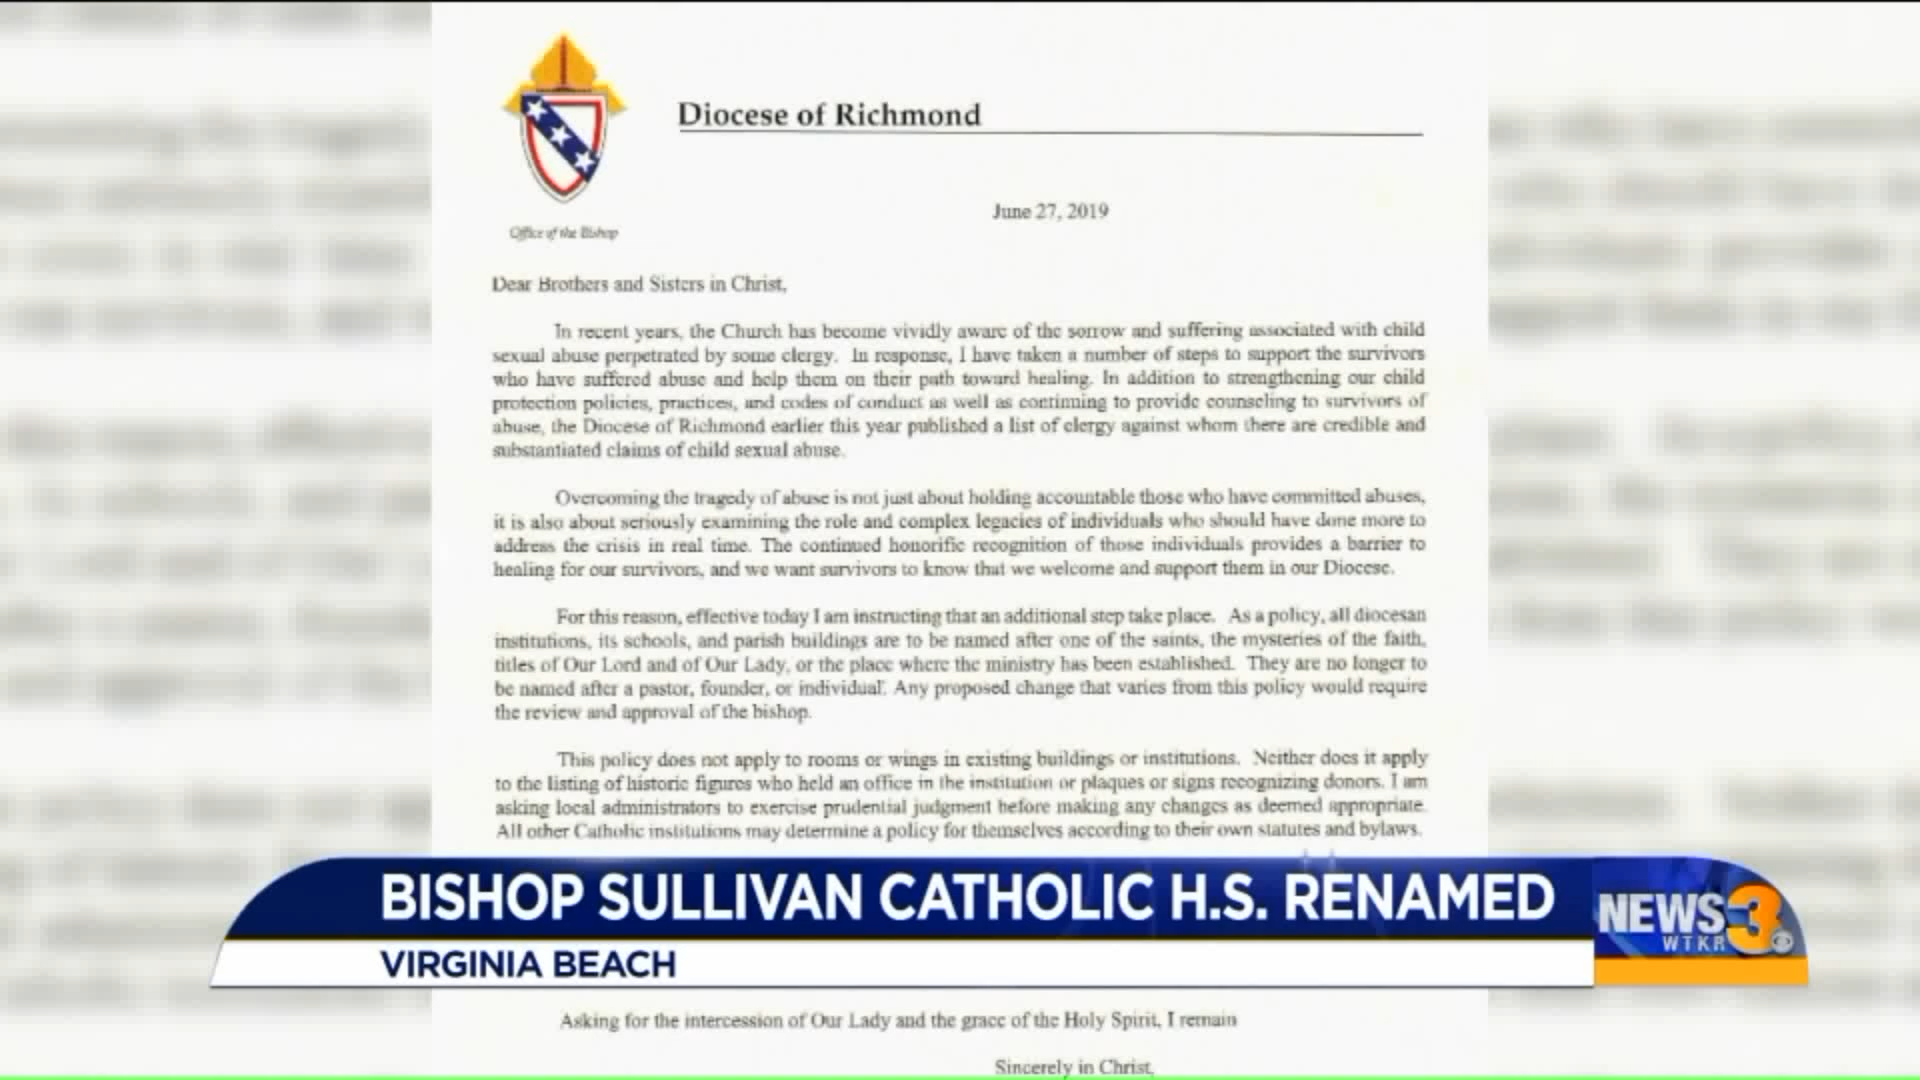 Diocese of Richmond
June 27, 2019
Office of the Bishop
Dear Brothers and Sisters in Christ,
In recent years, the Church has become vividly aware of the sorrow and suffering associated with child
sexual abuse perpetrated by some clergy. In response, I have taken a number of steps to support the survivors
who have suffered abuse and help them on their path toward healing. In addition to strengthening our child
protection policies, practices, and codes of conduct as well as continuing to provide counseling to survivors of
abuse, the Diocese of Richmond earlier this year published a list of clergy against whom there are credible and
substantiated claims of child sexual abuse.
Overcoming the tragedy of abuse is not just about holding accountable those who have committed abuses,
it is also about seriously examining the role and complex legacies of individuals who should have done more to
address the crisis in real time. The continued honorific recognition of those individuals provides a barrier to
healing for our survivors, and we want survivors to know that we welcome and support them in our Diocese.
For this reason, effective today I am instructing that an additional step take place. As a policy, all diocesan
institutions, its schools, and parish buildings are to be named after one of the saints, the mysteries of the faith,
titles of Our Lord and of Our Lady, or the place where the ministry has been established. They are no longer to
be named after a pastor, founder, or individual. Any proposed change that varies from this policy would require
the review and approval of the bishop.
This policy does not apply to rooms or wings in existing buildings or institutions. Neither does it apply
to the listing of historic figures who held an office in the institution or plaques or signs recognizing donors. I am
asking local administrators to exercise prudential judgment before making any changes as deemed appropriate.
All other Catholic institutions may determine a policy for themselves according to their own statutes and bylaws.
BISHOP SULLIVAN CATHOLIC H.S. RENAMED
VIRGINIA BEACH
NEWS 3
WTKR
Asking for the intercession of Our Lady and the grace of the Holy Spirit, I remain
Sincerely in Christ,